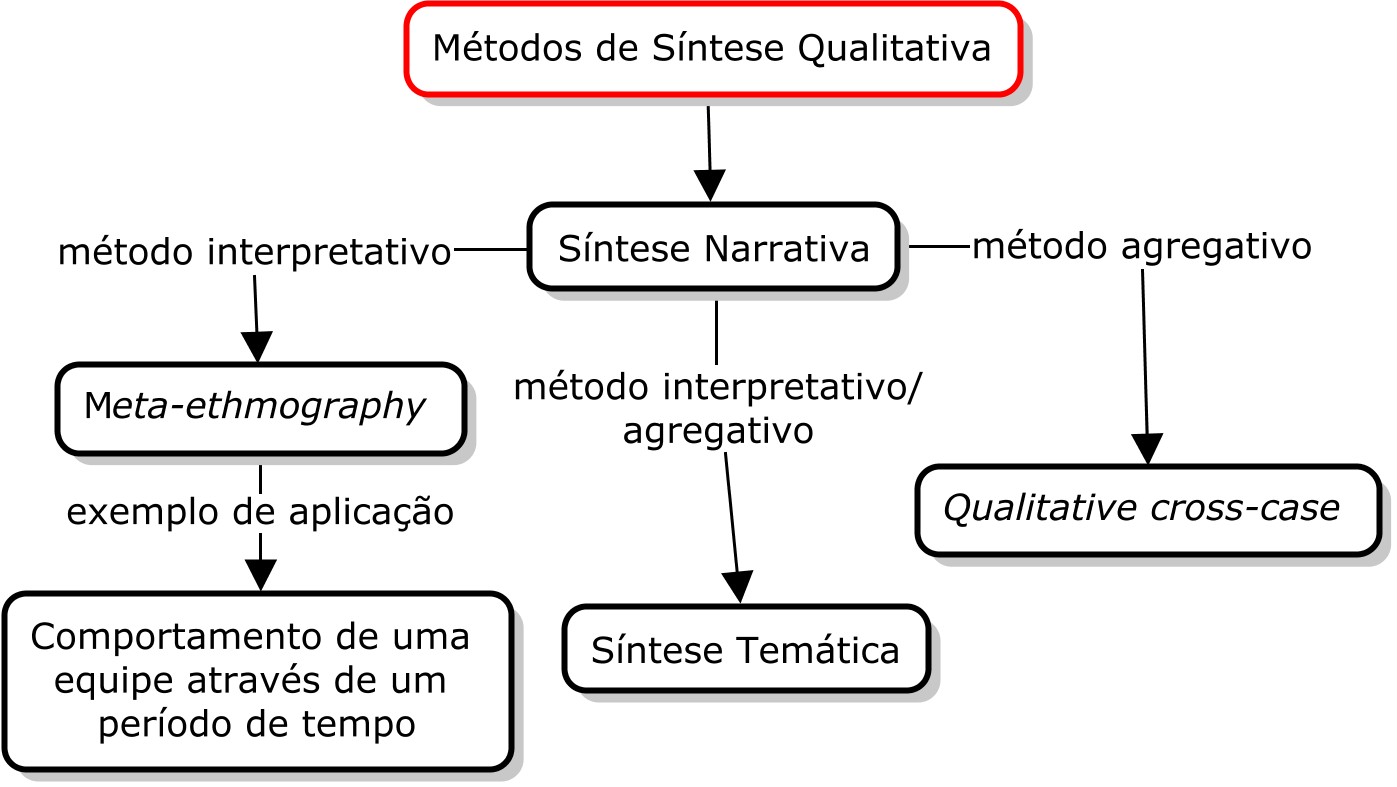 Métodos de Síntese Qualitativa
Síntese Narrativa
método interpretativo
método agregativo
Meta-ethmography
método interpretativo/
agregativo
exemplo de aplicação
Qualitative cross-case
Comportamento de uma
equipe através de um
período de tempo
Síntese Temática